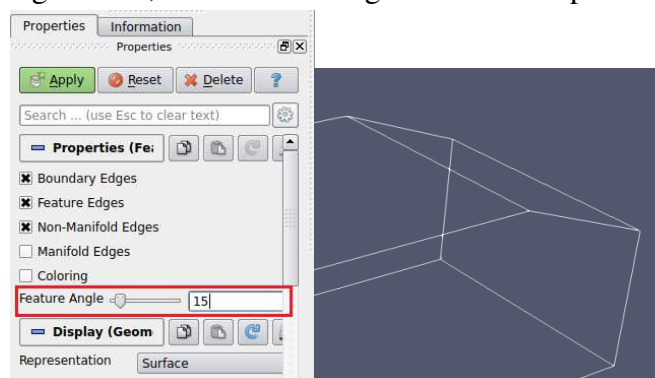 Properties Information
Properties
Apply Reset Delete ?
Search ... (use Esc to clear text)
Properties (Fea
Boundary Edges
Feature Edges
Non-Manifold Edges
Manifold Edges
Coloring
Feature Angle 15
Display (Geom
Representation Surface